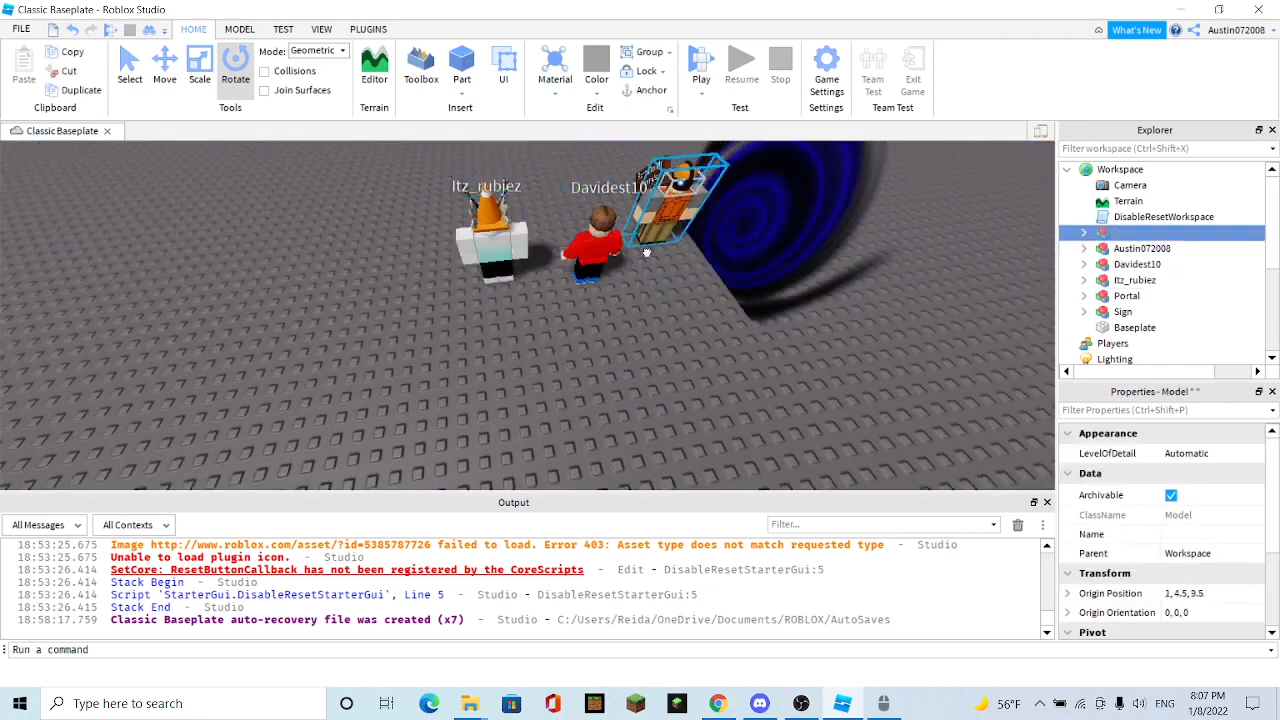 Classic Baseplate - Roblox Studio
FILE HOME MODEL TEST VIEW PLUGINS What's New Austin072008
Paste Copy Cut Duplicate Clipboard
Select Move Scale Rotate Mode: Geometric Collisions Join Surfaces Tools
Editor Terrain
Toolbox Part UI Insert
Material Color Group Lock Anchor Edit
Play Resume Stop Test
Game Settings Settings
Team Test Exit Game Team Test
Classic Baseplate
Itz_rubiez
Davidest10
Explorer
Filter workspace (Ctrl+Shift+X)
Workspace
Camera
Terrain
DisableResetWorkspace
Austin072008
Davidest10
Itz_rubiez
Portal
Sign
Baseplate
Players
Lighting
Properties - Model " "
Filter Properties (Ctrl+Shift+P)
Appearance
LevelOfDetail Automatic
Data
Archivable
ClassName Model
Name
Parent Workspace
Transform
Origin Position 1, 4.5, 9.5
Origin Orientation 0, 0, 0
Pivot
Output
All Messages All Contexts Filter...
18:53:25.675 Image http://www.roblox.com/asset/?id=5385787726 failed to load. Error 403: Asset type does not match requested type - Studio
18:53:25.675 Unable to load plugin icon. - Studio
18:53:26.414 SetCore: ResetButtonCallback has not been registered by the CoreScripts - Edit - DisableResetStarterGui:5
18:53:26.414 Stack Begin - Studio
18:53:26.414 Script 'StarterGui.DisableResetStarterGui', Line 5 - Studio - DisableResetStarterGui:5
18:53:26.414 Stack End - Studio
18:58:17.759 Classic Baseplate auto-recovery file was created (x7) - Studio - C:/Users/Reida/OneDrive/Documents/ROBLOX/AutoSaves
Run a command
Type here to search
56°F
8:07 PM
1/8/2022